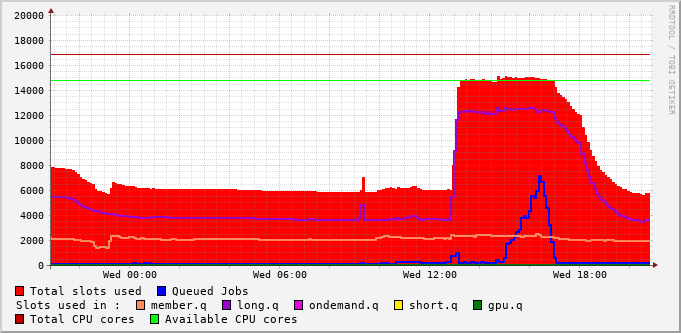 20000
18000
16000
14000
12000
10000
8000
6000
4000
2000
0
Wed 00:00 Wed 06:00 Wed 12:00 Wed 18:00
Total slots used Queued Jobs
Slots used in : member.q long.q ondemand.q short.q gpu.q
Total CPU cores Available CPU cores
RRDTOOL / TOBI OETIKER